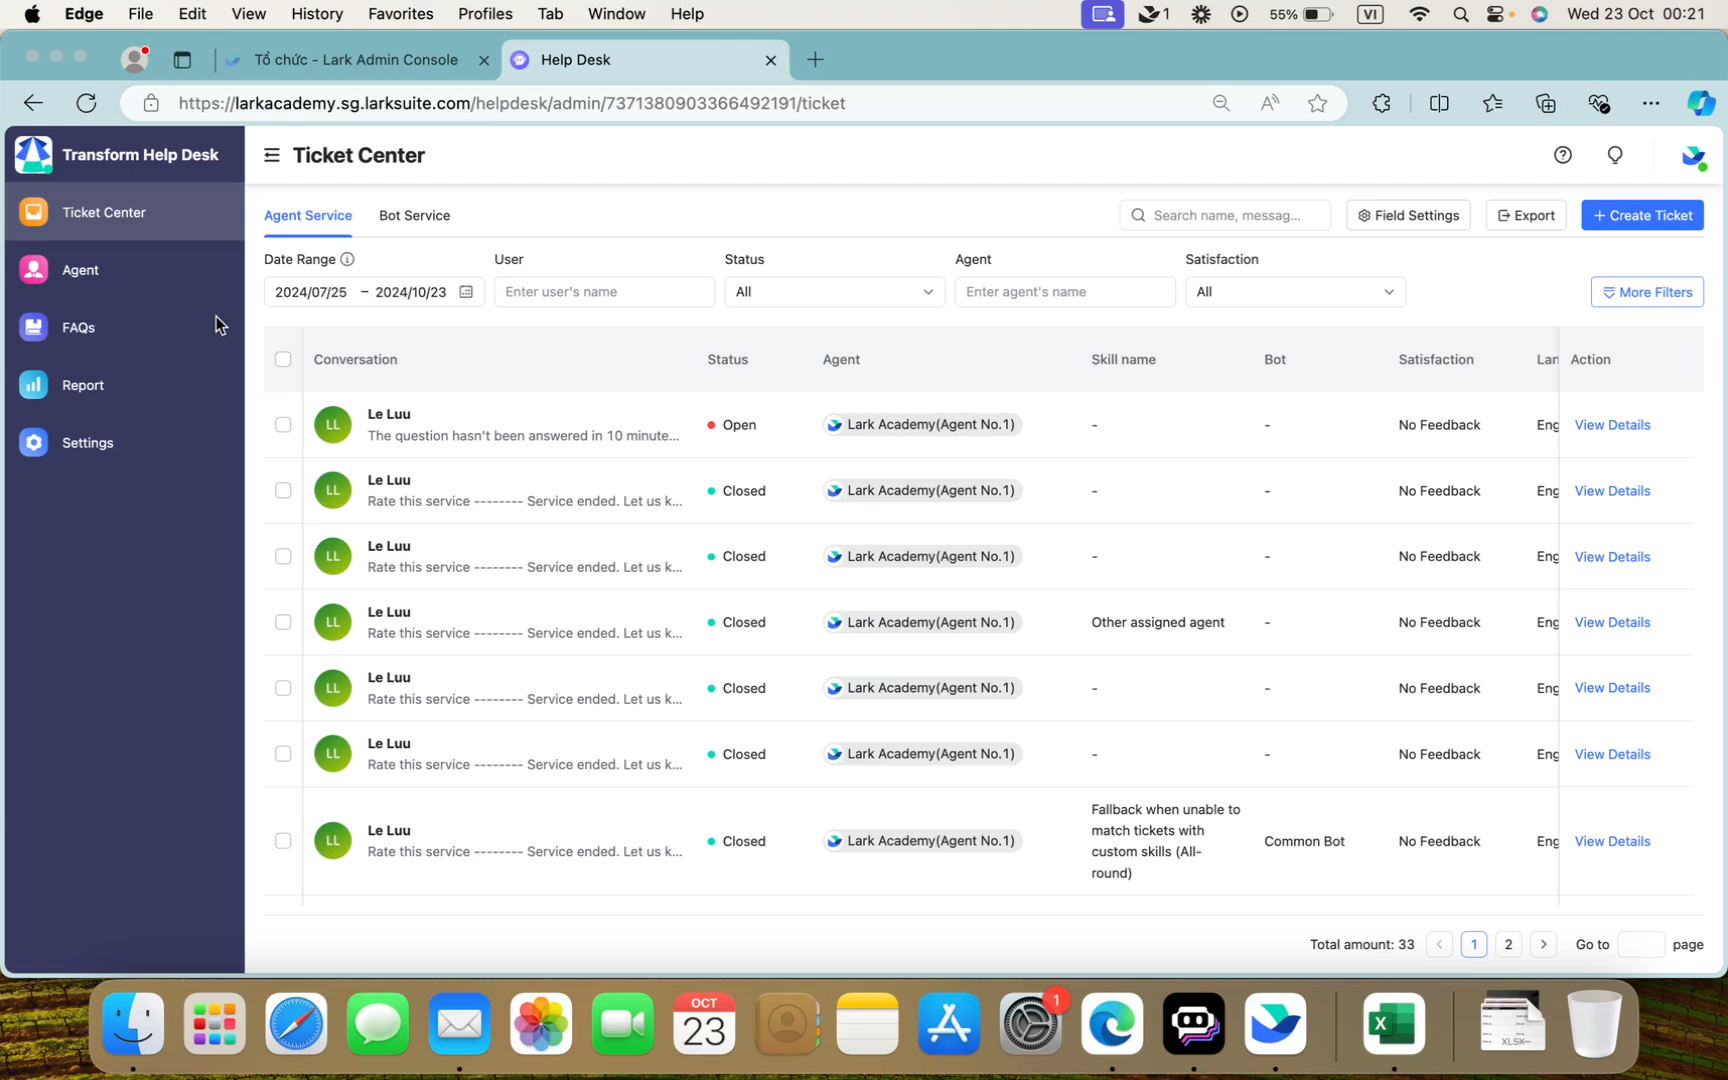 Edge File Edit View History Favorites Profiles Tab Window Help 1 55% VI Wed 23 Oct 00:21
Tổ chức - Lark Admin Console Help Desk
https://larkacademy.sg.larksuite.com/helpdesk/admin/7371380903366492191/ticket
Transform Help Desk
Ticket Center
Agent
FAQs
Report
Settings
Ticket Center
Agent Service Bot Service Search name, messag... Field Settings Export + Create Ticket
Date Range User Status Agent Satisfaction
2024/07/25 – 2024/10/23 Enter user's name All Enter agent's name All More Filters
Conversation Status Agent Skill name Bot Satisfaction Lan Action
LL Le Luu
The question hasn't been answered in 10 minute... Open Lark Academy(Agent No.1) - - No Feedback Eng View Details
LL Le Luu
Rate this service -------- Service ended. Let us k... Closed Lark Academy(Agent No.1) - - No Feedback Eng View Details
LL Le Luu
Rate this service -------- Service ended. Let us k... Closed Lark Academy(Agent No.1) - - No Feedback Eng View Details
LL Le Luu
Rate this service -------- Service ended. Let us k... Closed Lark Academy(Agent No.1) Other assigned agent - No Feedback Eng View Details
LL Le Luu
Rate this service -------- Service ended. Let us k... Closed Lark Academy(Agent No.1) - - No Feedback Eng View Details
LL Le Luu
Rate this service -------- Service ended. Let us k... Closed Lark Academy(Agent No.1) - - No Feedback Eng View Details
LL Le Luu
Rate this service -------- Service ended. Let us k... Closed Lark Academy(Agent No.1)
Fallback when unable to
match tickets with
custom skills (All-
round)
Common Bot No Feedback Eng View Details
Total amount: 33 1 2 Go to page
OCT
23
1
X
XLSX